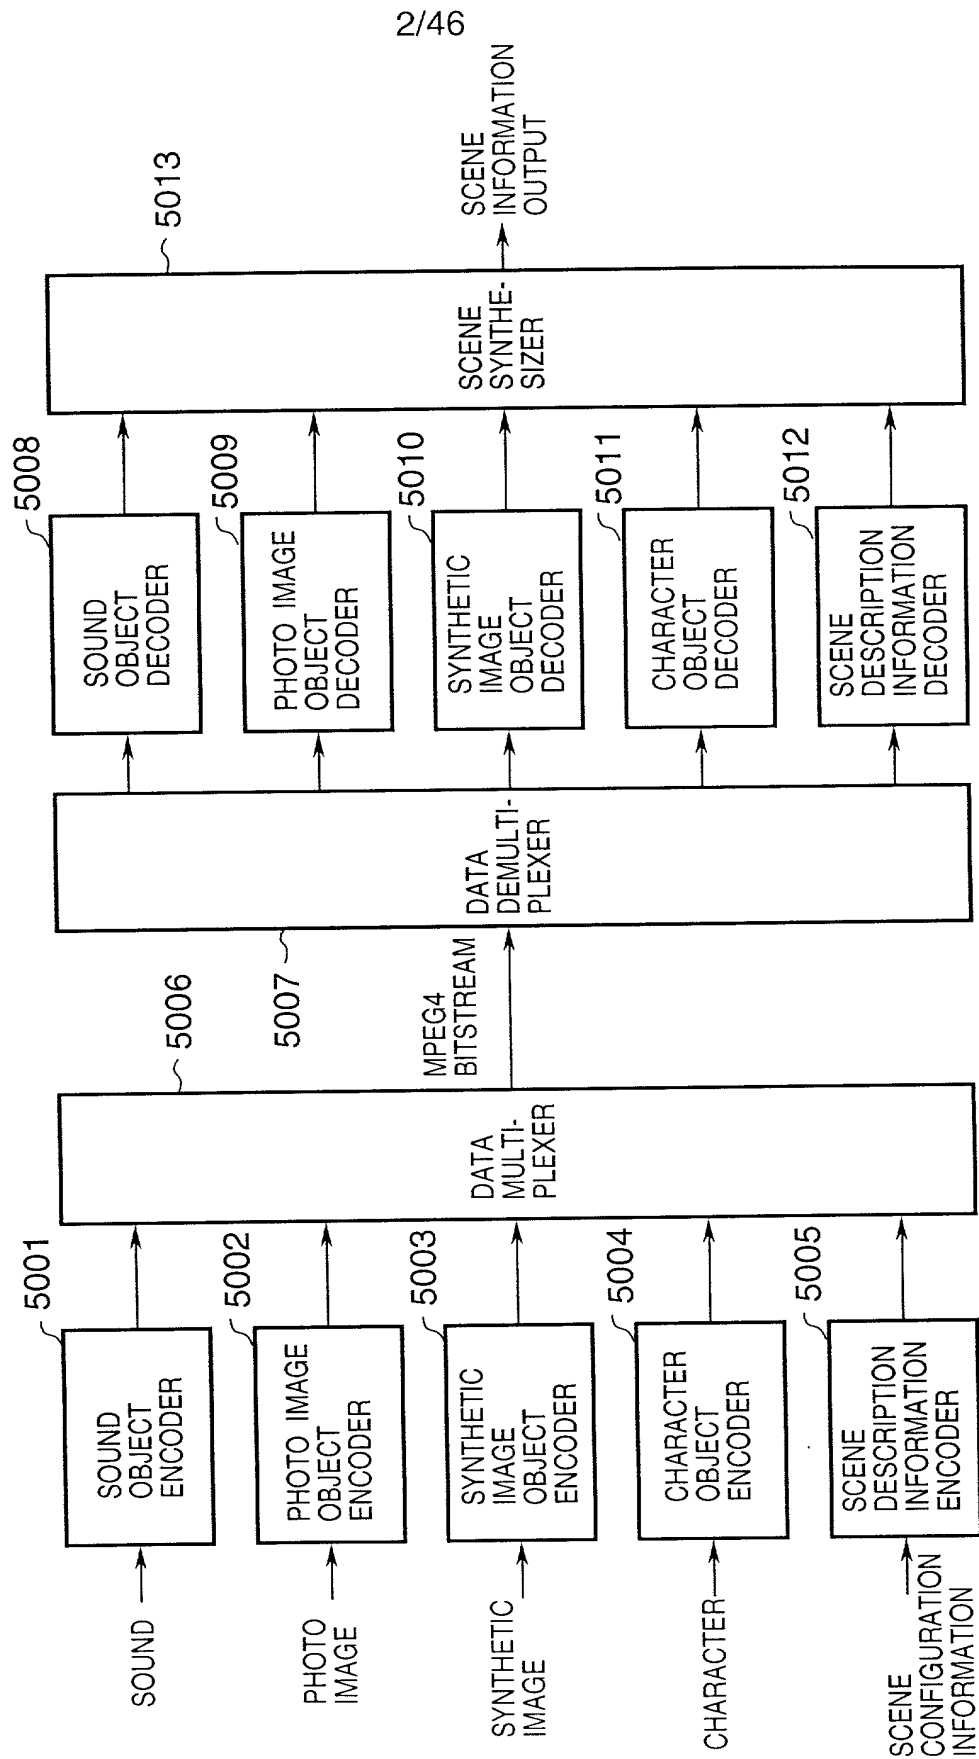 2/46
SOUND
PHOTO
IMAGE
SYNTHETIC
IMAGE
CHARACTER
SCENE
CONFIGURATION
INFORMATION
5001
SOUND
OBJECT
ENCODER
5002
PHOTO IMAGE
OBJECT
ENCODER
5003
SYNTHETIC
IMAGE
OBJECT
ENCODER
5004
CHARACTER
OBJECT
ENCODER
5005
SCENE
DESCRIPTION
INFORMATION
ENCODER
5006
DATA
MULTI-
PLEXER
MPEG4
BITSTREAM
5007
DATA
DEMULTI-
PLEXER
5008
SOUND
OBJECT
DECODER
5009
PHOTO IMAGE
OBJECT
DECODER
5010
SYNTHETIC
IMAGE
OBJECT
DECODER
5011
CHARACTER
OBJECT
DECODER
5012
SCENE
DESCRIPTION
INFORMATION
DECODER
5013
SCENE
SYNTHE-
SIZER
SCENE
INFORMATION
OUTPUT